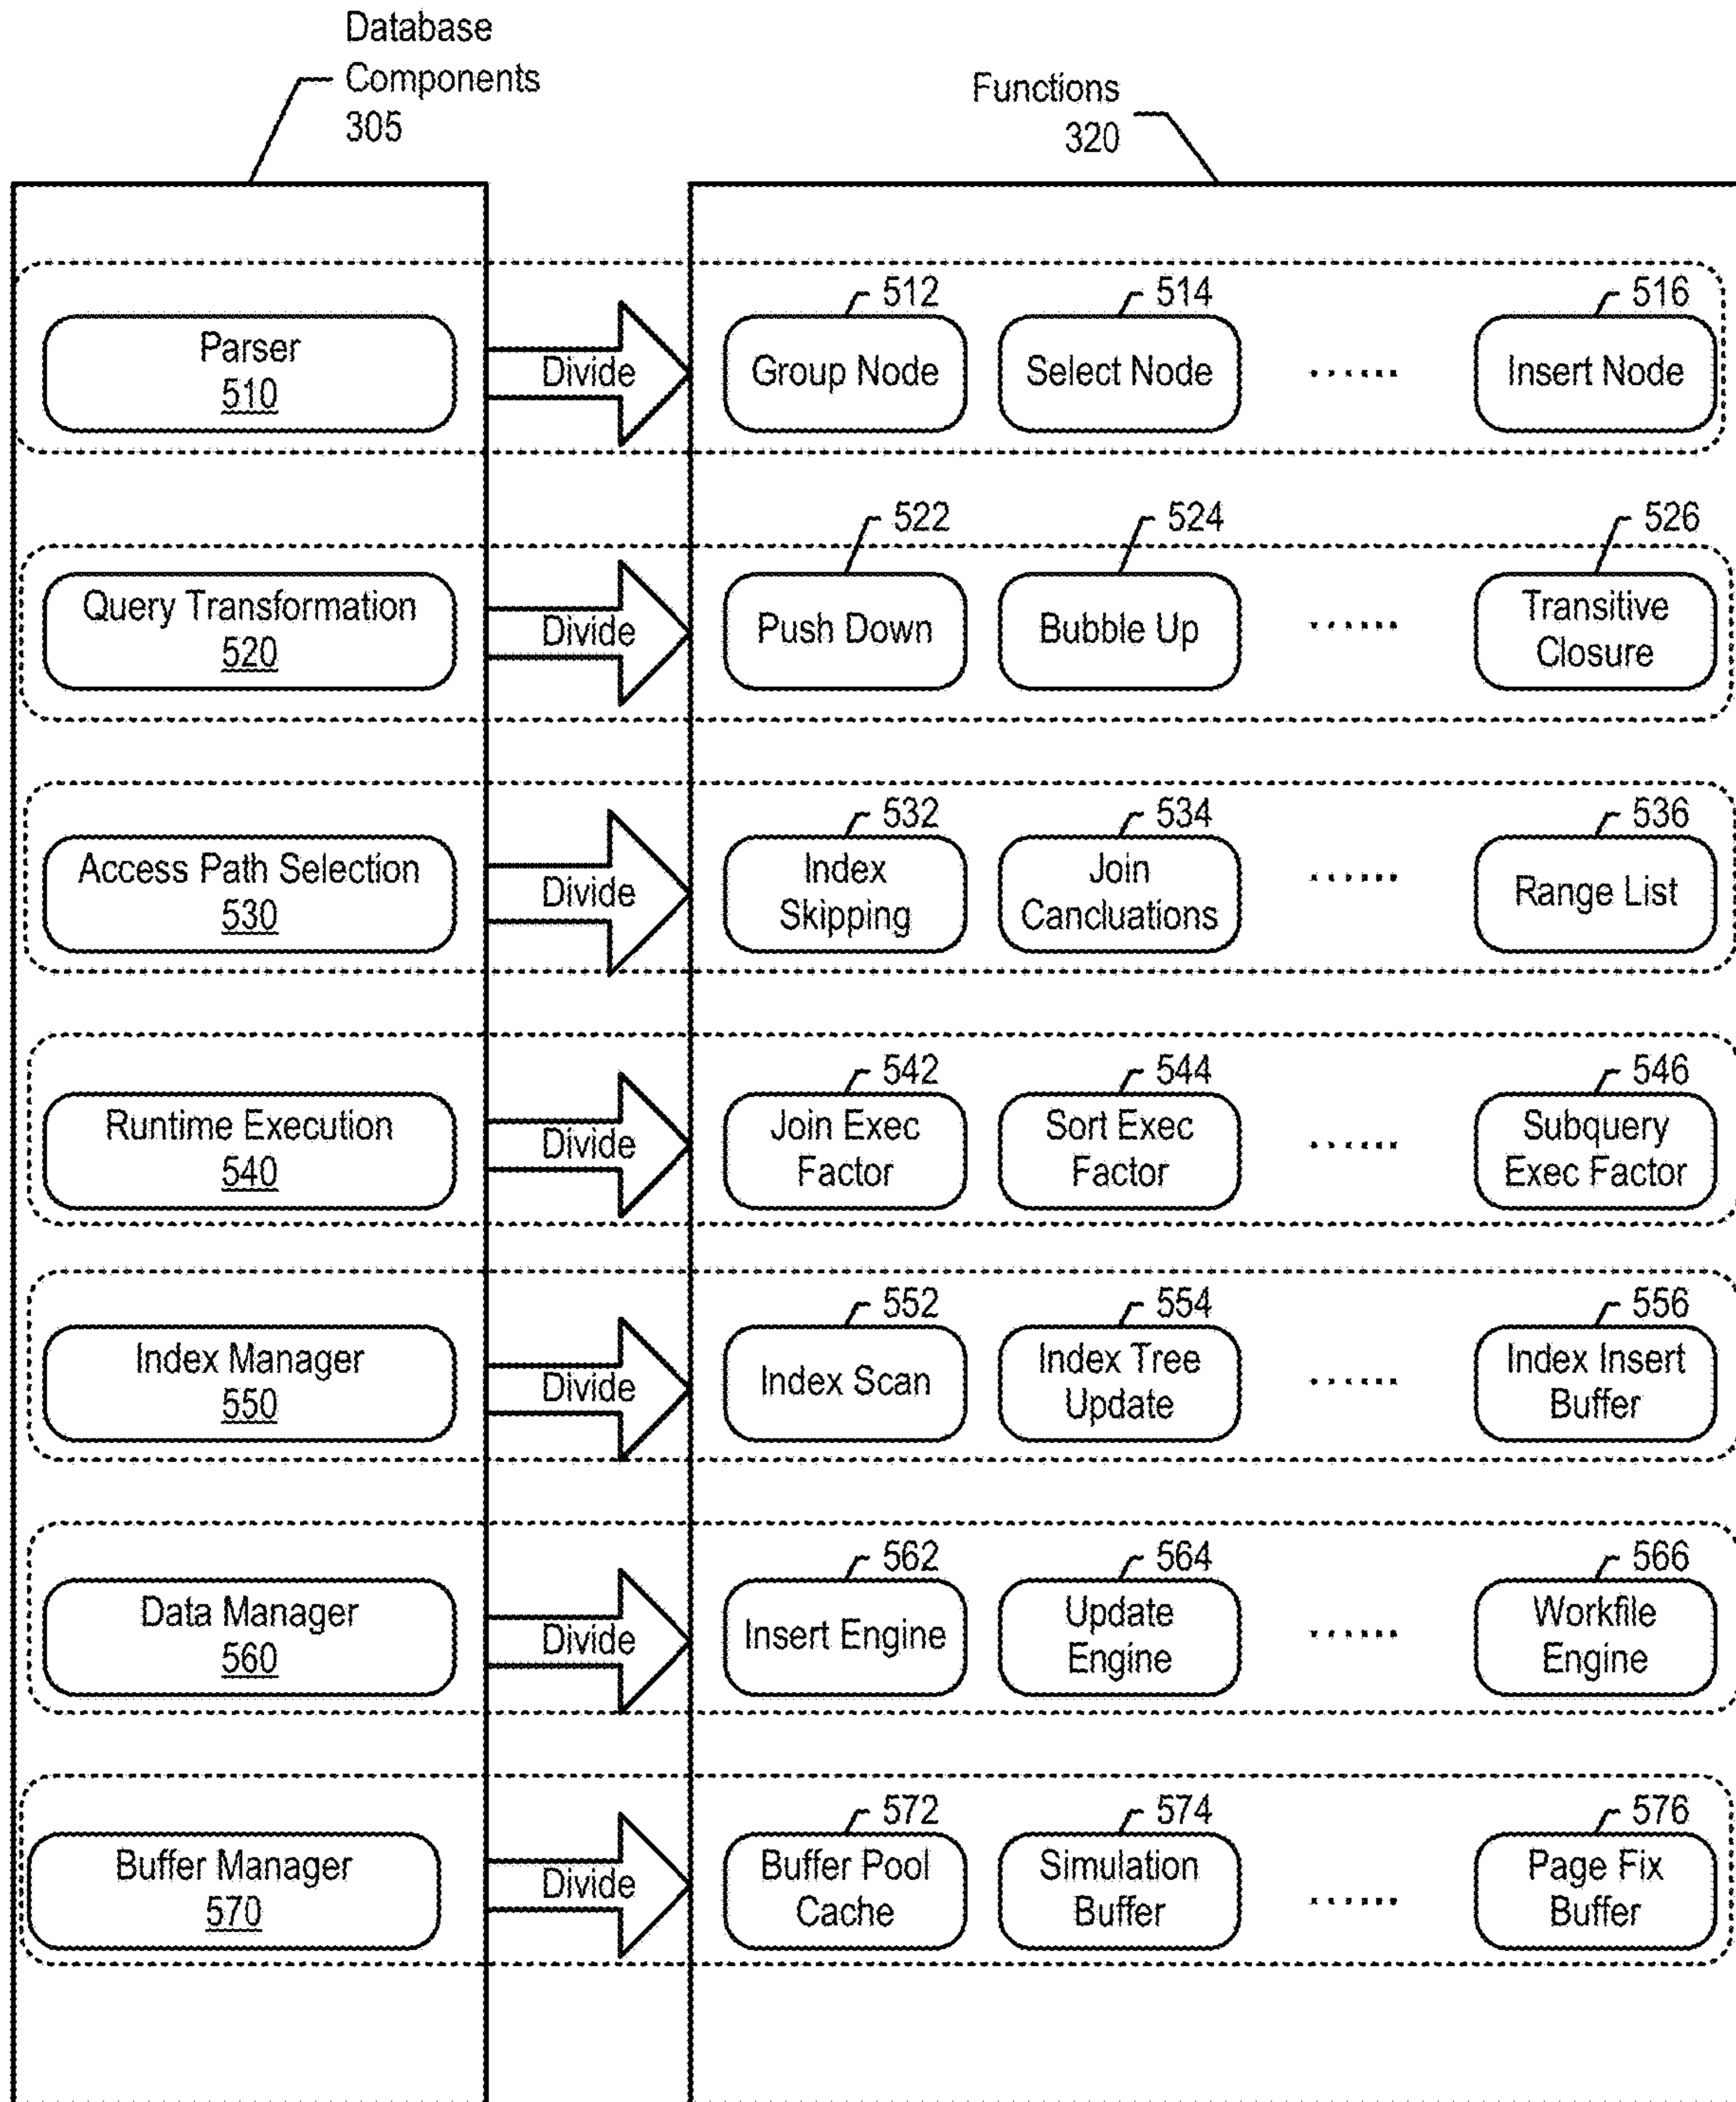 Database
Components
305
Functions
320
512
514
516
Parser
510
Divide
Group Node
Select Node
......
Insert Node
522
524
526
Query Transformation
520
Divide
Push Down
Bubble Up
......
Transitive
Closure
532
534
536
Access Path Selection
530
Divide
Index
Skipping
Join
Cancluations
......
Range List
542
544
546
Runtime Execution
540
Divide
Join Exec
Factor
Sort Exec
Factor
......
Subquery
Exec Factor
552
554
556
Index Manager
550
Divide
Index Scan
Index Tree
Update
......
Index Insert
Buffer
562
564
566
Data Manager
560
Divide
Insert Engine
Update
Engine
......
Workfile
Engine
572
574
576
Buffer Manager
570
Divide
Buffer Pool
Cache
Simulation
Buffer
......
Page Fix
Buffer